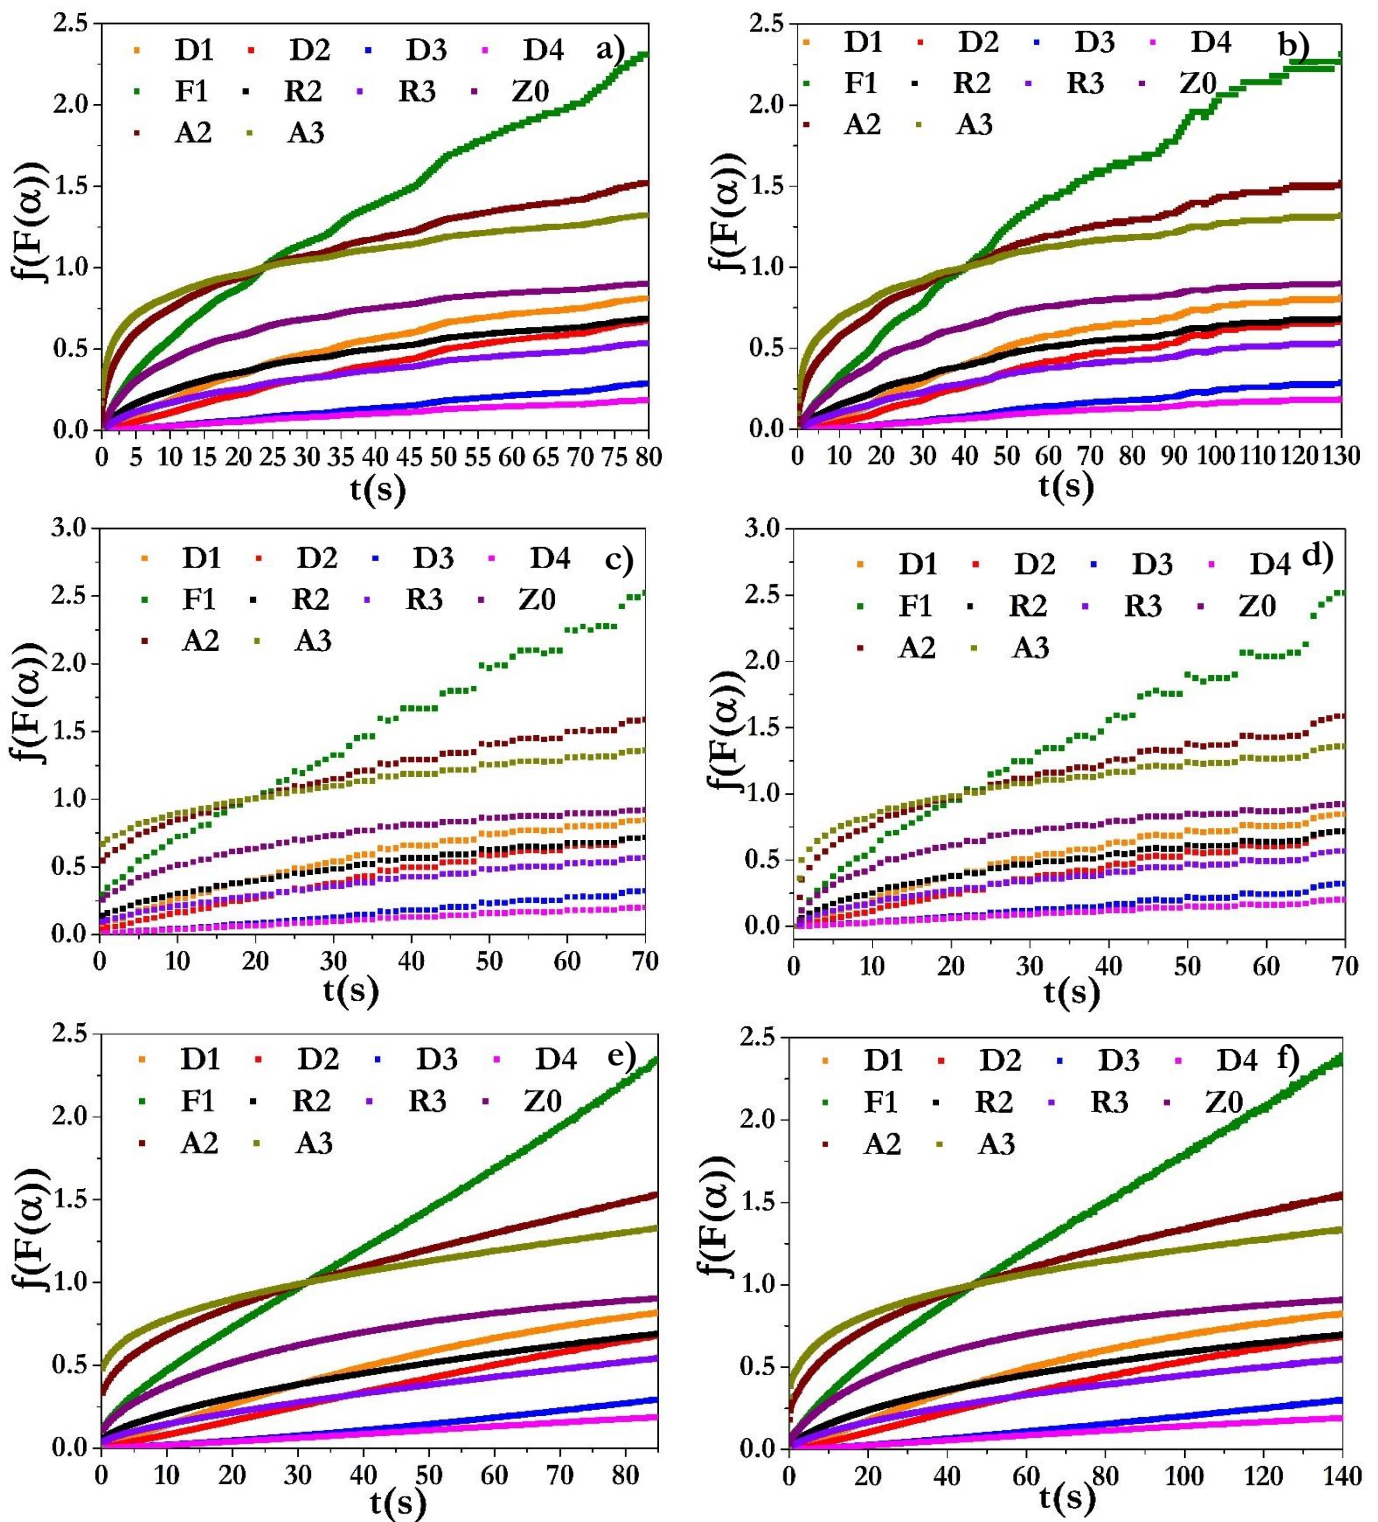 a)
D1 D2 D3 D4
F1 R2 R3 Z0
A2 A3
f(F(α))
2.5
2.0
1.5
1.0
0.5
0.0
0 5 10 15 20 25 30 35 40 45 50 55 60 65 70 75 80
t(s)
b)
D1 D2 D3 D4
F1 R2 R3 Z0
A2 A3
f(F(α))
2.5
2.0
1.5
1.0
0.5
0.0
0 10 20 30 40 50 60 70 80 90 100 110 120 130
t(s)
c)
D1 D2 D3 D4
F1 R2 R3 Z0
A2 A3
f(F(α))
3.0
2.5
2.0
1.5
1.0
0.5
0.0
0 10 20 30 40 50 60 70
t(s)
d)
D1 D2 D3 D4
F1 R2 R3 Z0
A2 A3
f(F(α))
3.0
2.5
2.0
1.5
1.0
0.5
0.0
0 10 20 30 40 50 60 70
t(s)
e)
D1 D2 D3 D4
F1 R2 R3 Z0
A2 A3
f(F(α))
2.5
2.0
1.5
1.0
0.5
0.0
0 10 20 30 40 50 60 70 80
t(s)
f)
D1 D2 D3 D4
F1 R2 R3 Z0
A2 A3
f(F(α))
2.5
2.0
1.5
1.0
0.5
0.0
0 20 40 60 80 100 120 140
t(s)